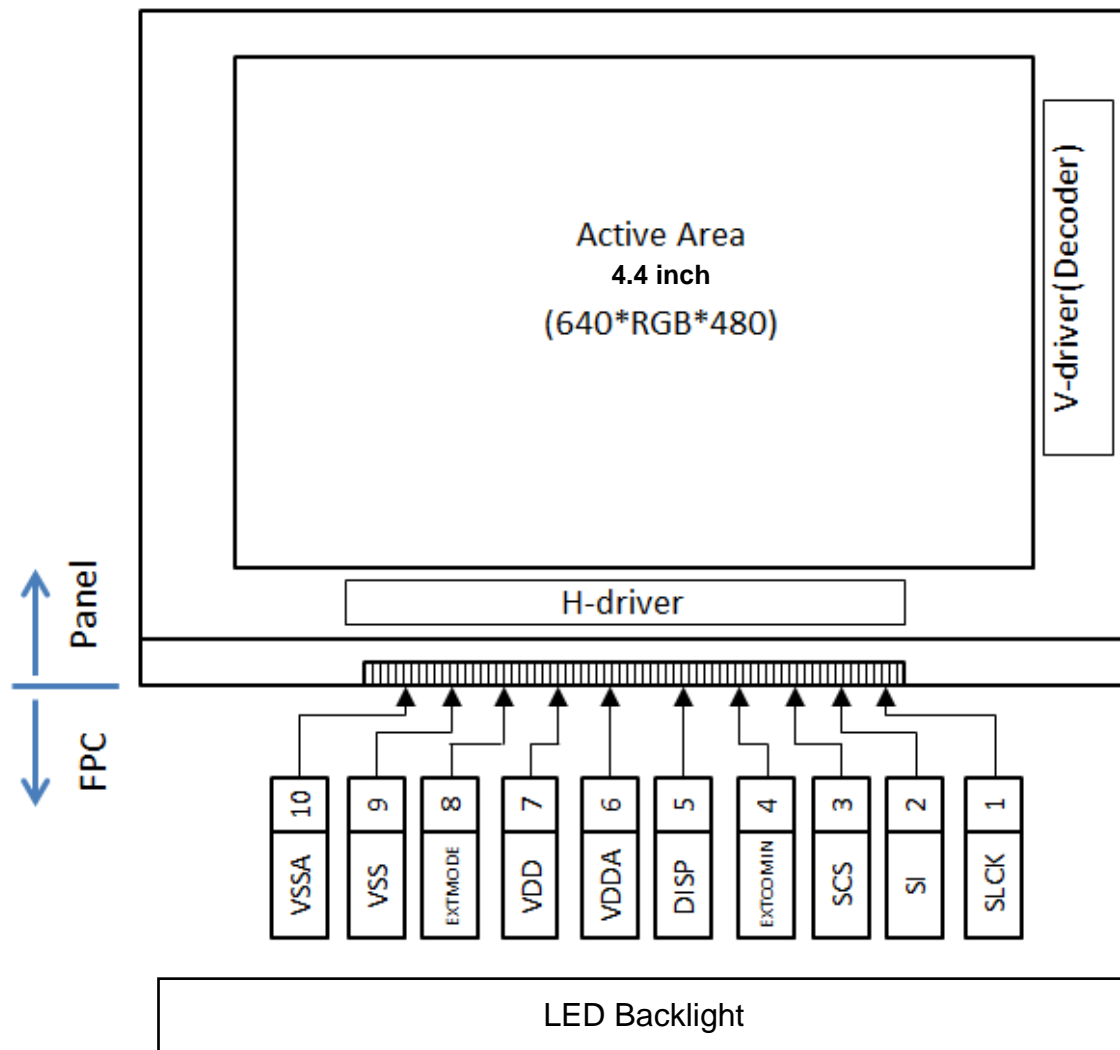 Active Area
4.4 inch
(640*RGB*480)
V-driver(Decoder)
H-driver
Panel
FPC
10
9
8
7
6
5
4
3
2
1
VSSA
VSS
EXTMODE
VDD
VDDA
DISP
EXTCOMIN
SCS
SI
SLCK
LED Backlight